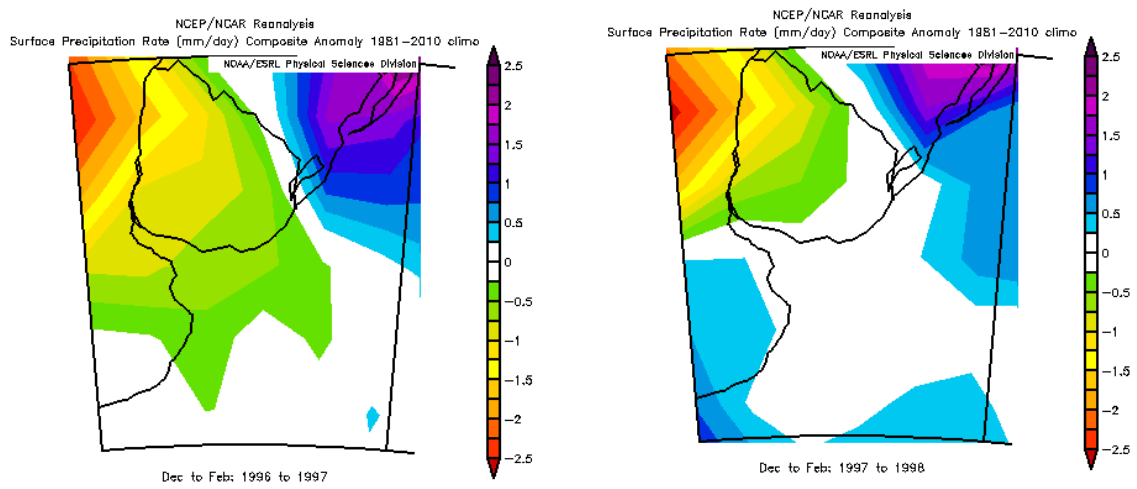 NCEP/NCAR Reanalysis
Surface Precipitation Rate (mm/day) Composite Anomaly 1981-2010 climo
NOAA/ESRL Physical Sciences Division
2.5
2
1.5
1
0.5
0
-0.5
-1
-1.5
-2
-2.5
Dec to Feb: 1996 to 1997
NCEP/NCAR Reanalysis
Surface Precipitation Rate (mm/day) Composite Anomaly 1981-2010 climo
NOAA/ESRL Physical Sciences Division
2.5
2
1.5
1
0.5
0
-0.5
-1
-1.5
-2
-2.5
Dec to Feb: 1997 to 1998